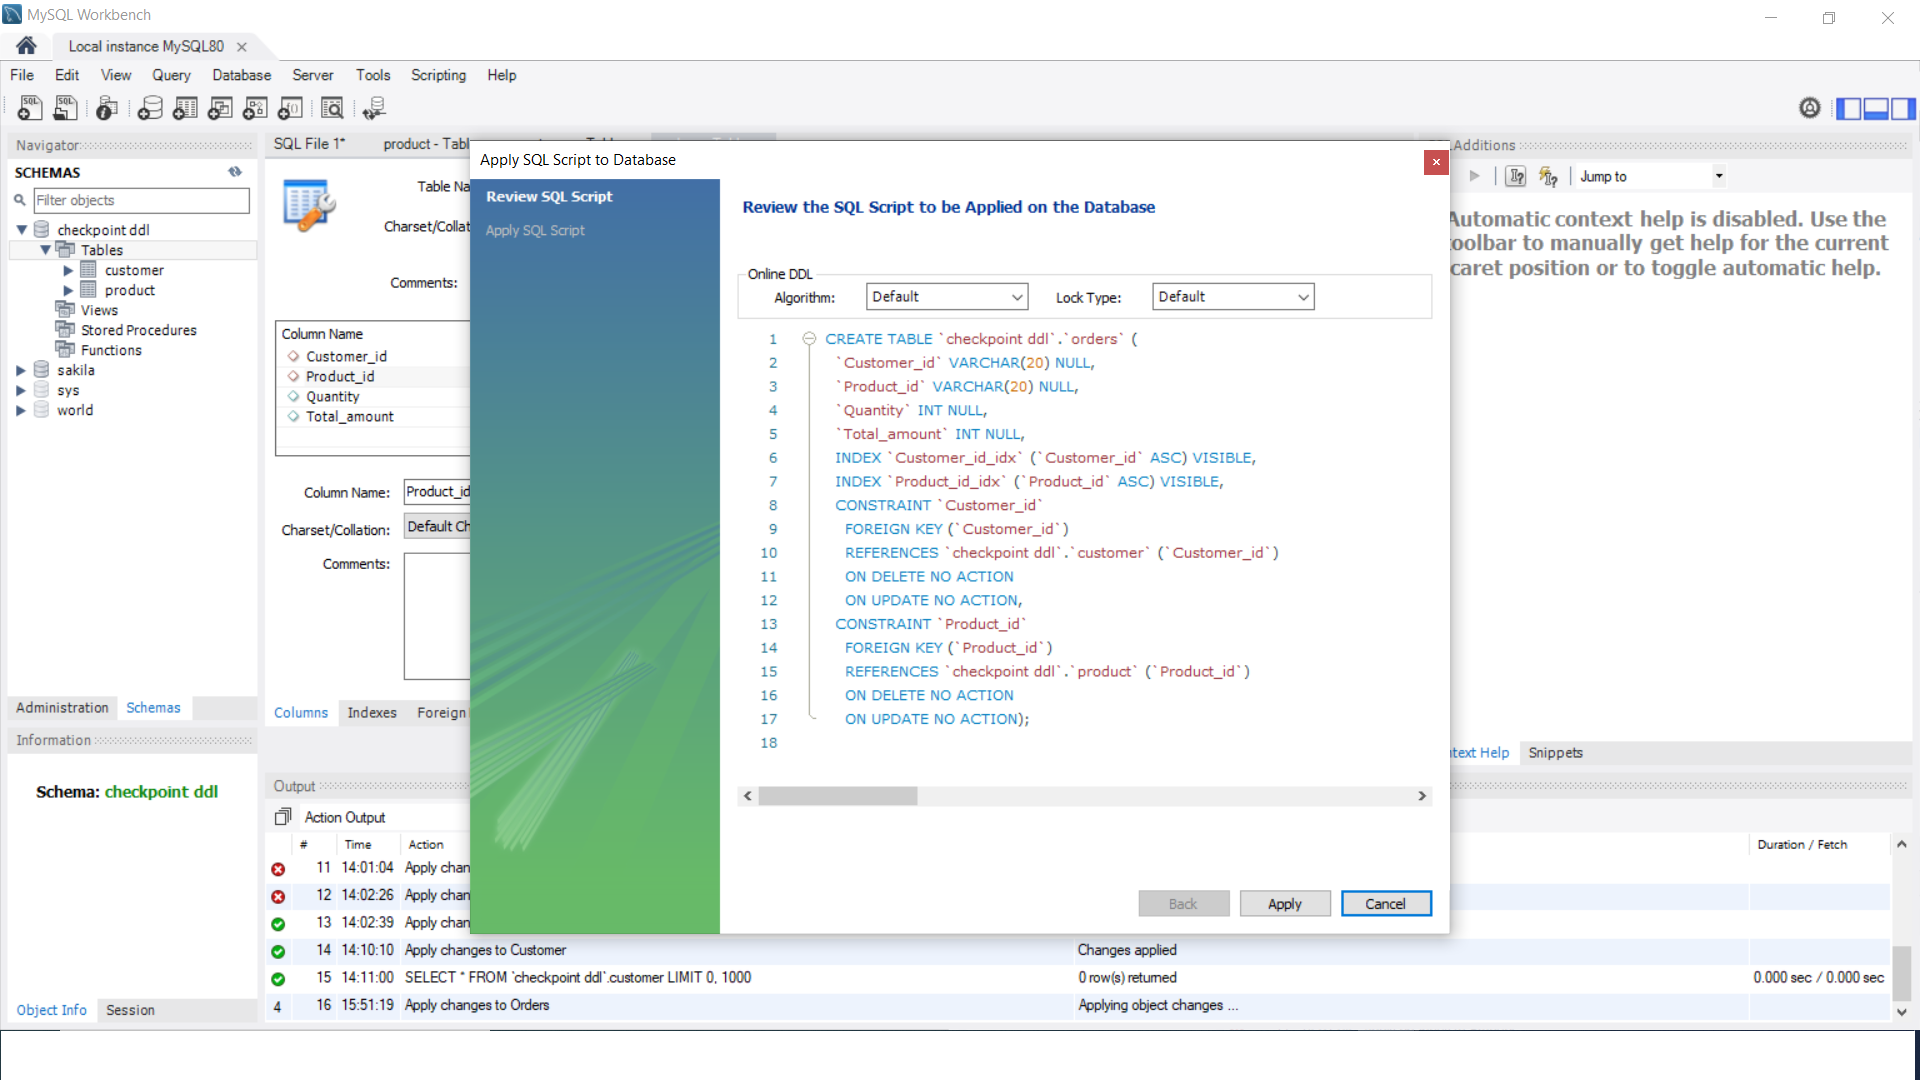 MySQL Workbench
Local instance MySQL80
File Edit View Query Database Server Tools Scripting Help
Navigator
SCHEMAS
Filter objects
checkpoint ddl
Tables
customer
product
Views
Stored Procedures
Functions
sakila
sys
world
Administration Schemas
Information
Schema: checkpoint ddl
Object Info Session
SQL File 1* product - Tabl
Table Na
Charset/Collat
Comments:
Column Name
Customer_id
Product_id
Quantity
Total_amount
Column Name: Product_id
Charset/Collation: Default Ch
Comments:
Columns Indexes Foreign
Apply SQL Script to Database
Review SQL Script
Apply SQL Script
Review the SQL Script to be Applied on the Database
Online DDL
Algorithm: Default Lock Type: Default
1 CREATE TABLE `checkpoint ddl`.`orders` (
2 `Customer_id` VARCHAR(20) NULL,
3 `Product_id` VARCHAR(20) NULL,
4 `Quantity` INT NULL,
5 `Total_amount` INT NULL,
6 INDEX `Customer_id_idx` (`Customer_id` ASC) VISIBLE,
7 INDEX `Product_id_idx` (`Product_id` ASC) VISIBLE,
8 CONSTRAINT `Customer_id`
9 FOREIGN KEY (`Customer_id`)
10 REFERENCES `checkpoint ddl`.`customer` (`Customer_id`)
11 ON DELETE NO ACTION
12 ON UPDATE NO ACTION,
13 CONSTRAINT `Product_id`
14 FOREIGN KEY (`Product_id`)
15 REFERENCES `checkpoint ddl`.`product` (`Product_id`)
16 ON DELETE NO ACTION
17 ON UPDATE NO ACTION);
18
Back Apply Cancel
Additions
Jump to
Automatic context help is disabled. Use the
toolbar to manually get help for the current
caret position or to toggle automatic help.
text Help Snippets
Output
Action Output
# Time Action Duration / Fetch
11 14:01:04 Apply chan
12 14:02:26 Apply chan
13 14:02:39 Apply chan
14 14:10:10 Apply changes to Customer Changes applied
15 14:11:00 SELECT * FROM `checkpoint ddl`.customer LIMIT 0, 1000 0 row(s) returned 0.000 sec / 0.000 sec
4 16 15:51:19 Apply changes to Orders Applying object changes ...